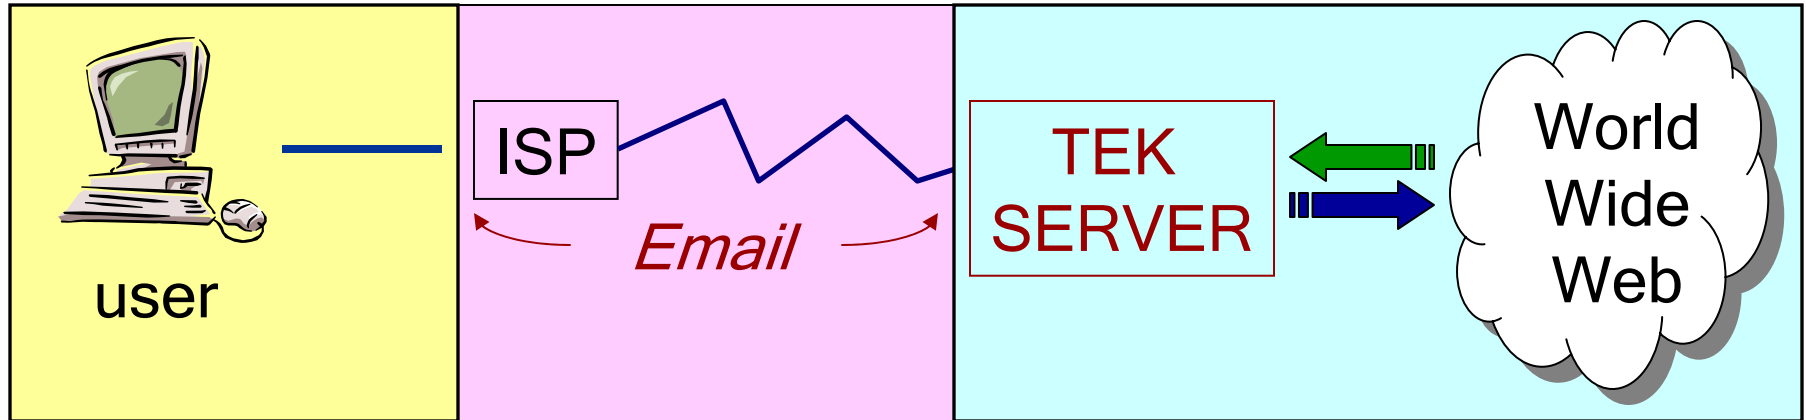 user
ISP
Email
TEK
SERVER
World
Wide
Web